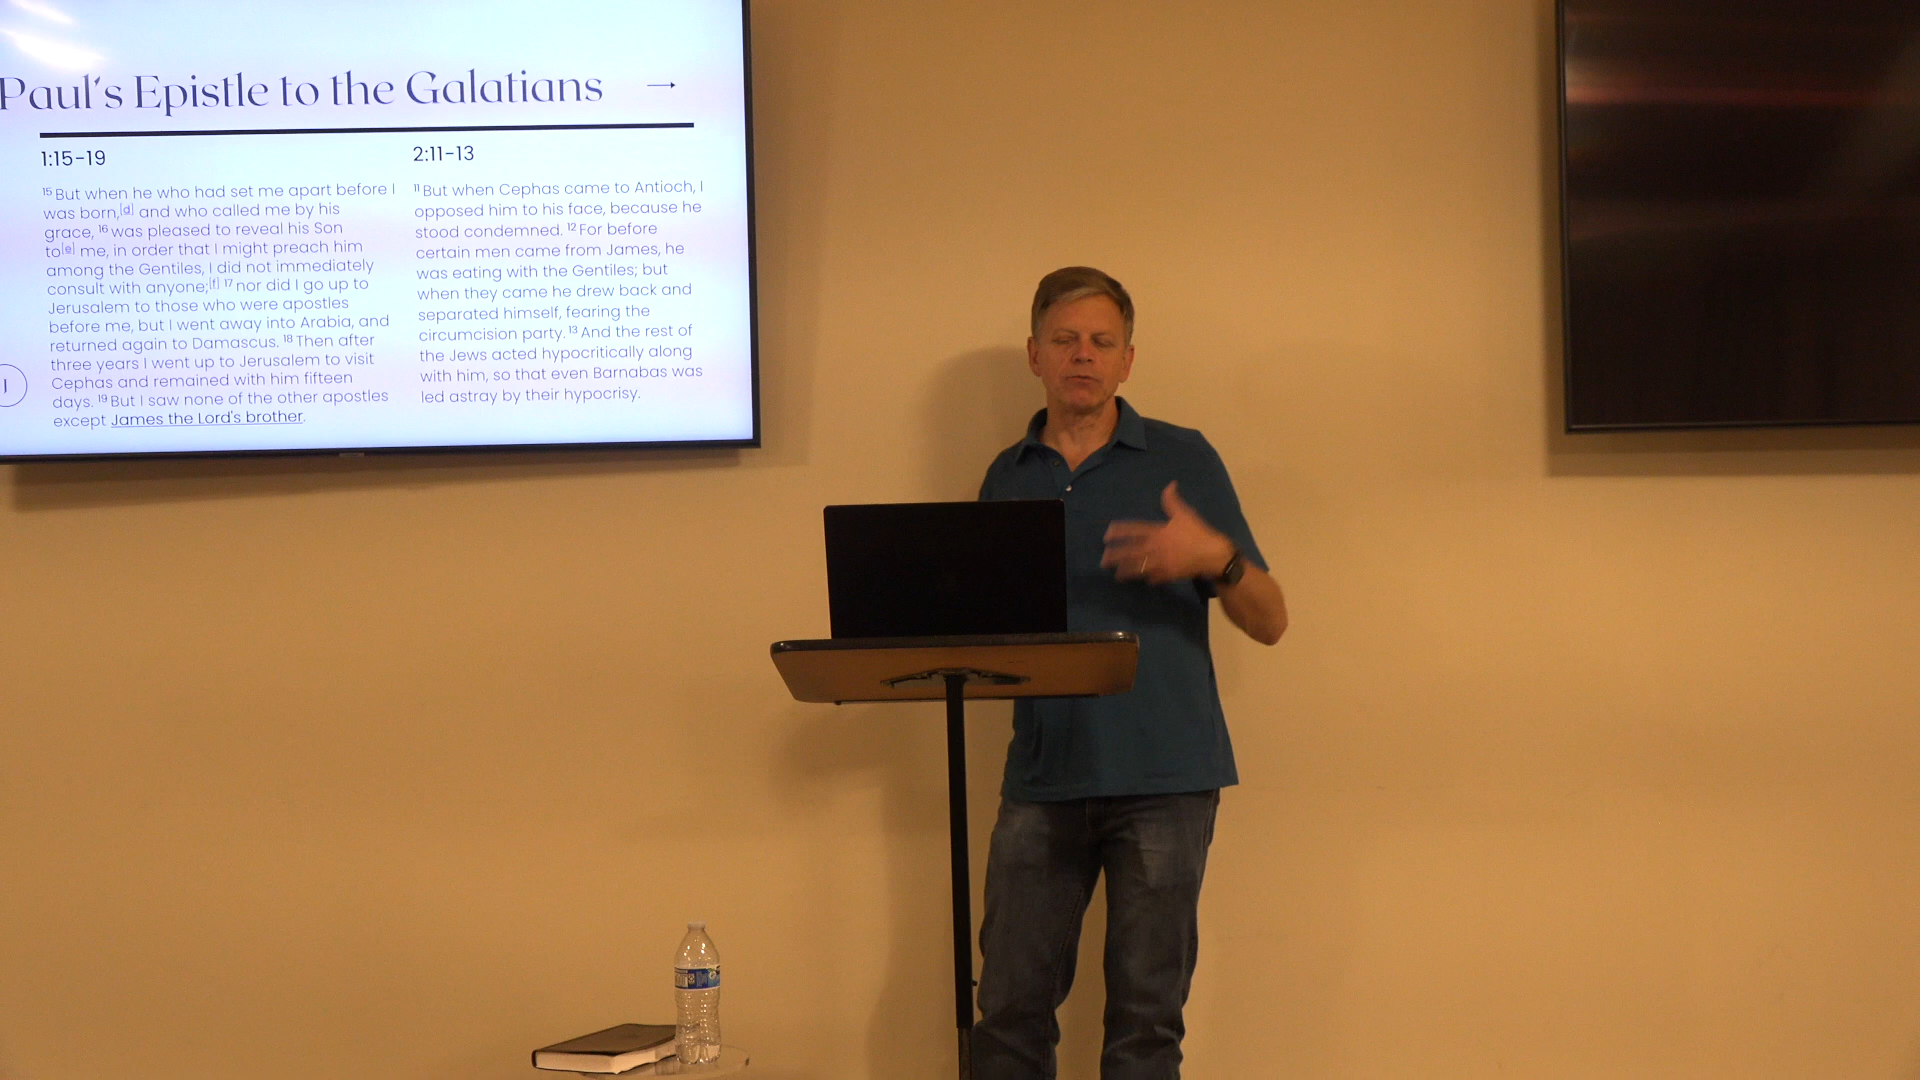 Paul's Epistle to the Galatians →
1:15-19
15 But when he who had set me apart before I
was born,[d] and who called me by his
grace, 16 was pleased to reveal his Son
to[e] me, in order that I might preach him
among the Gentiles, I did not immediately
consult with anyone;[f] 17 nor did I go up to
Jerusalem to those who were apostles
before me, but I went away into Arabia, and
returned again to Damascus. 18 Then after
three years I went up to Jerusalem to visit
Cephas and remained with him fifteen
days. 19 But I saw none of the other apostles
except James the Lord's brother.
2:11-13
11 But when Cephas came to Antioch, I
opposed him to his face, because he
stood condemned. 12 For before
certain men came from James, he
was eating with the Gentiles; but
when they came he drew back and
separated himself, fearing the
circumcision party. 13 And the rest of
the Jews acted hypocritically along
with him, so that even Barnabas was
led astray by their hypocrisy.
J